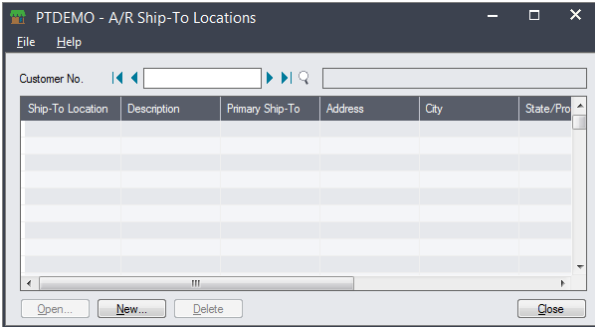 PTDEMO - A/R Ship-To Locations
File Help
Customer No.
Ship-To Location Description Primary Ship-To Address City State/Pro
Open... New... Delete Close